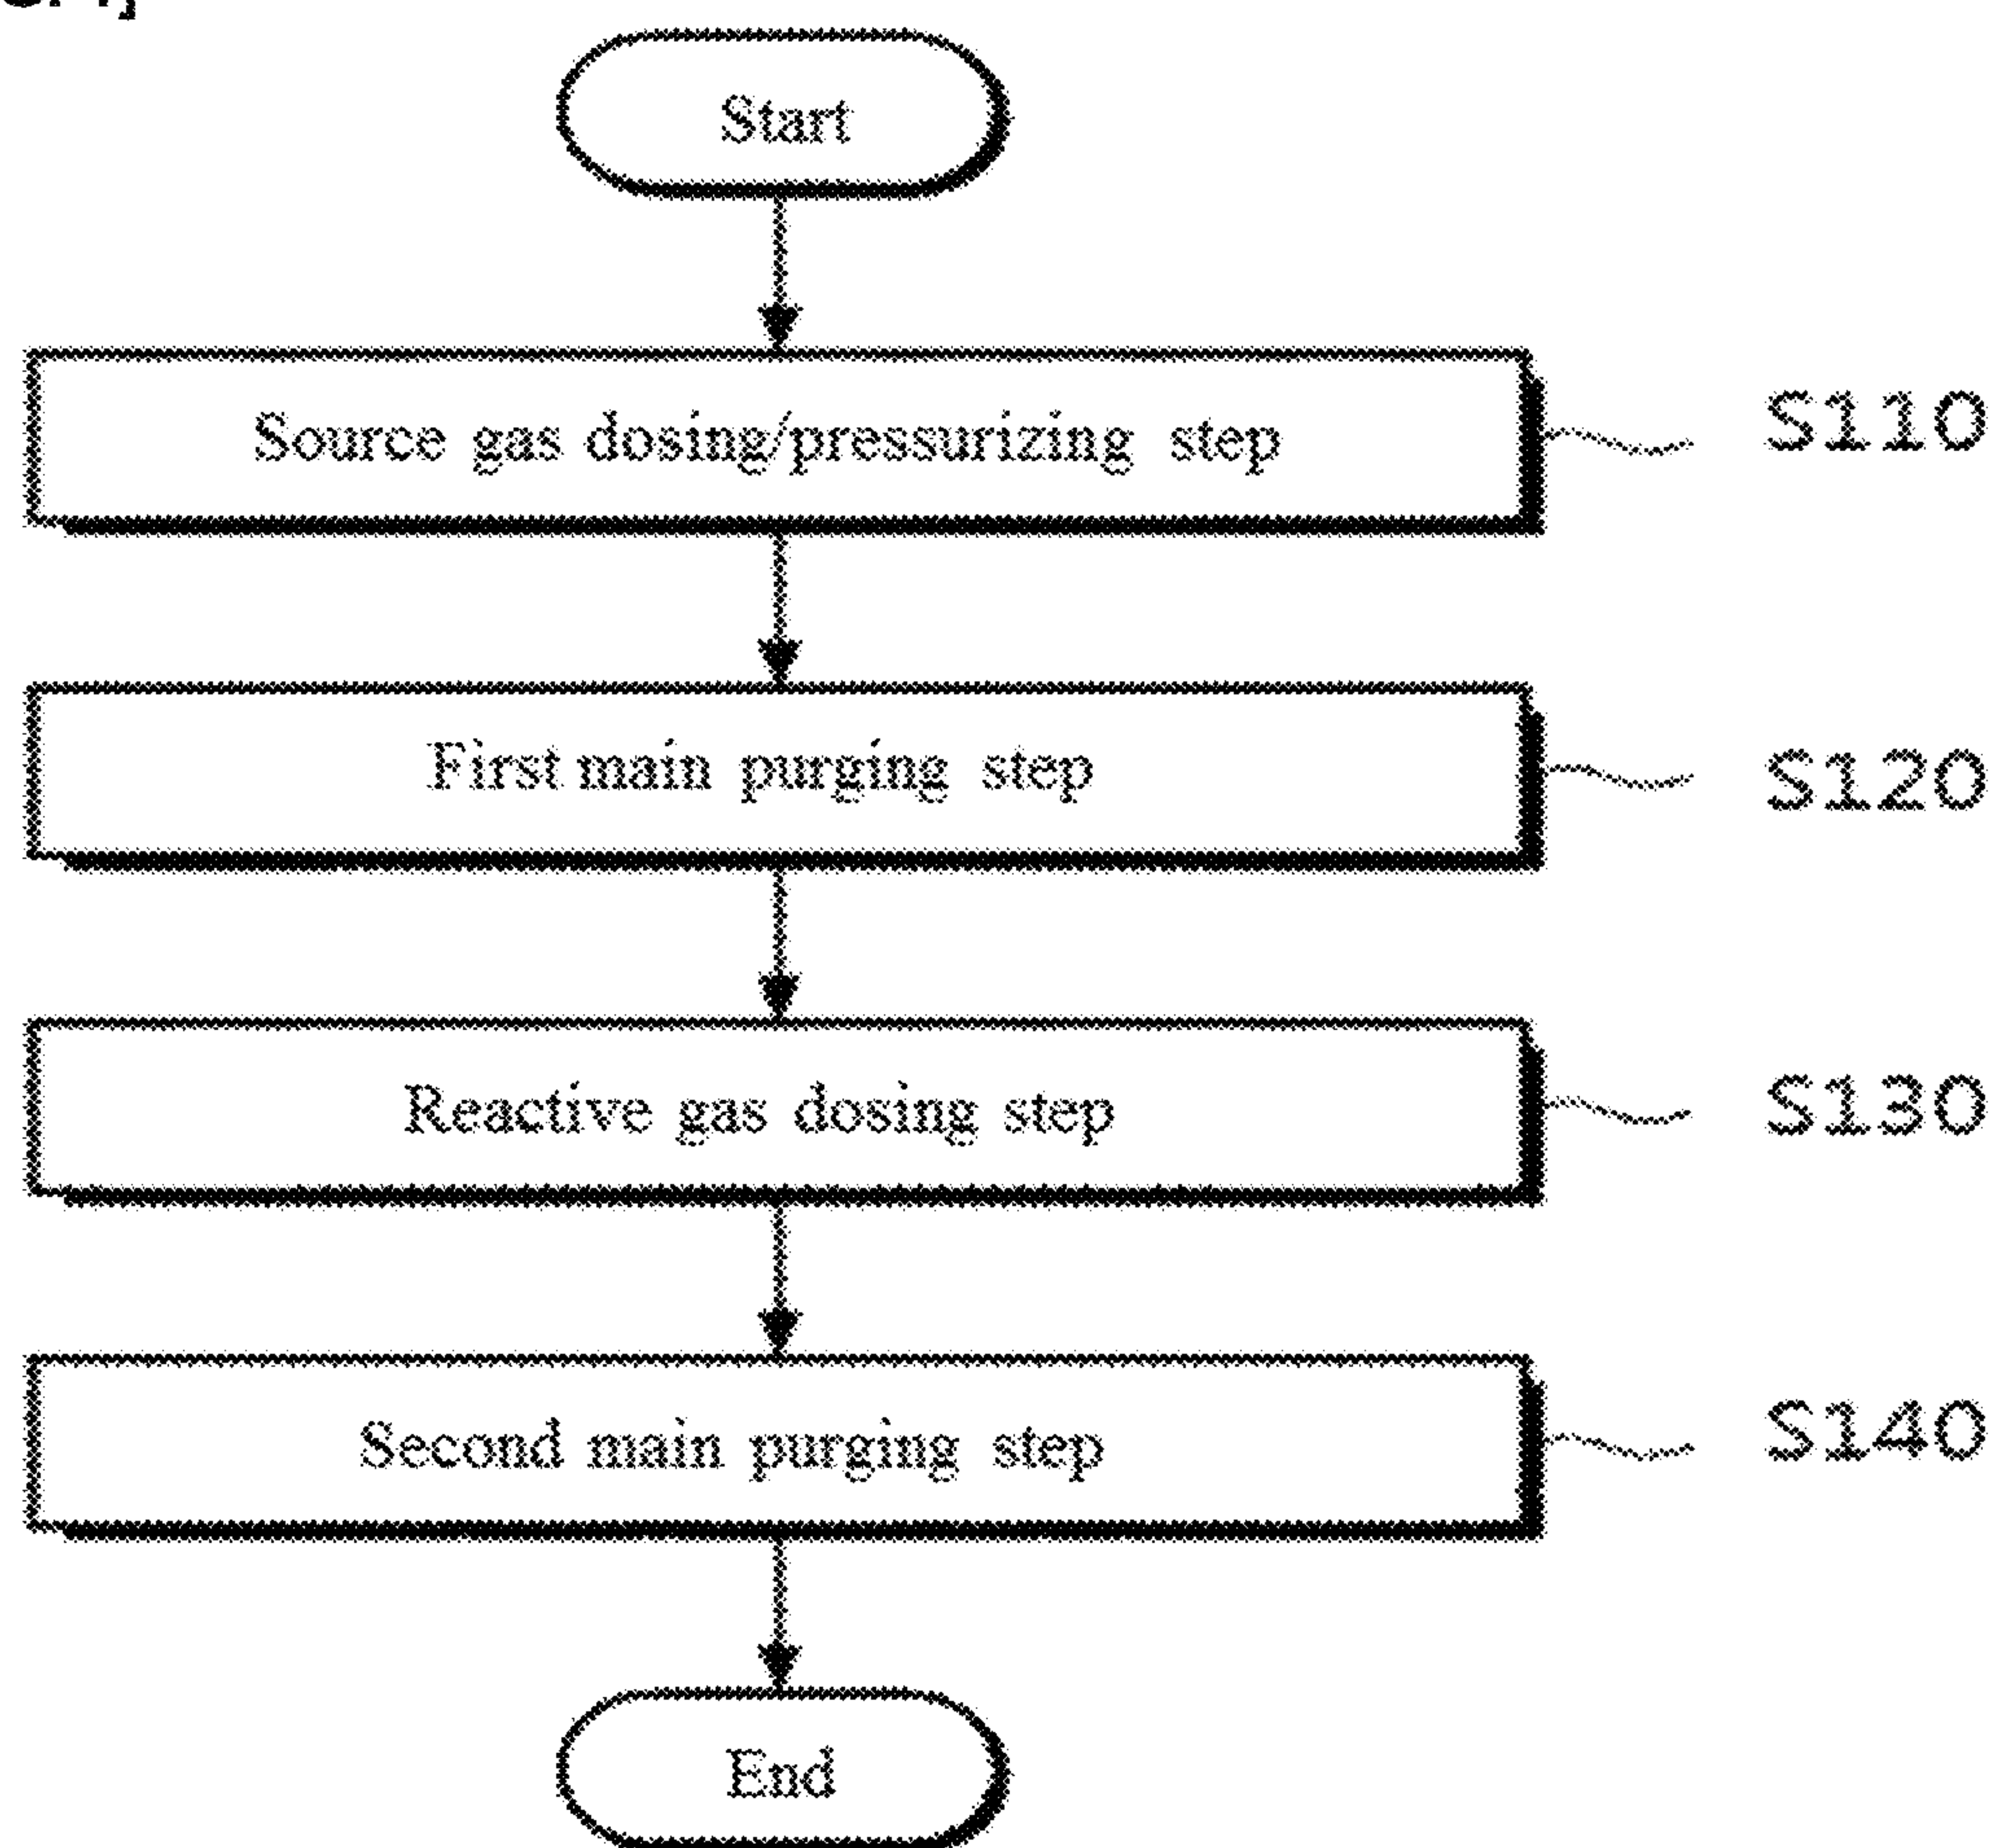 Start
Source gas dosing/pressurizing step
S110
First main purging step
S120
Reactive gas dosing step
S130
Second main purging step
S140
End